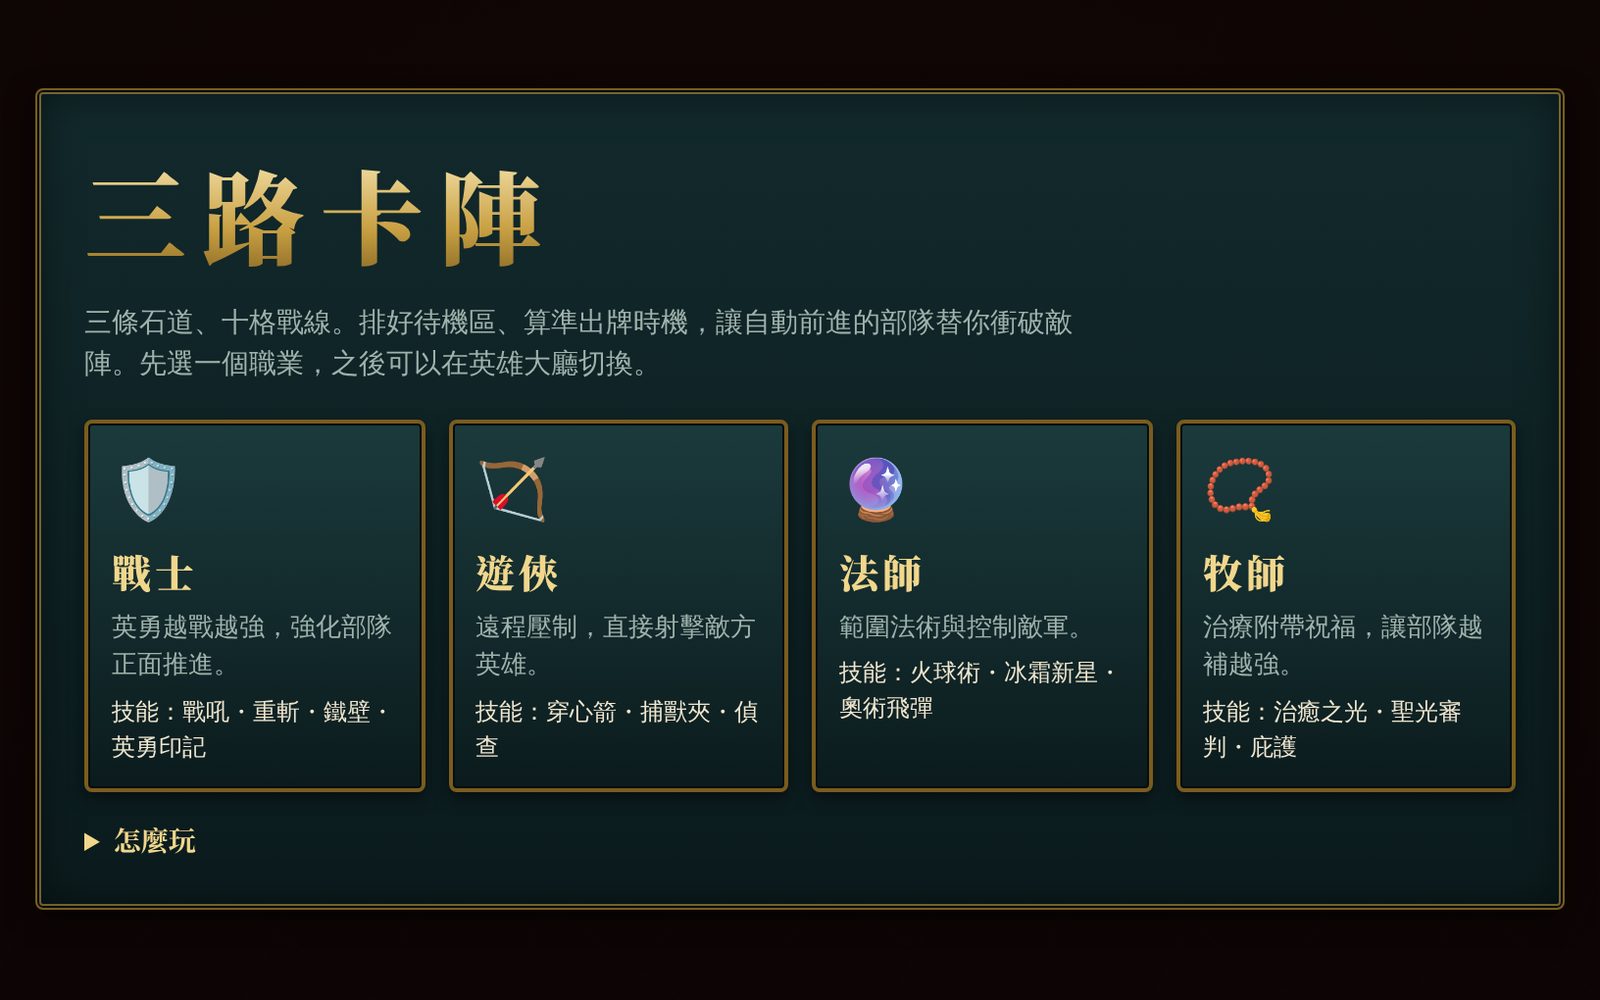 三路卡陣
三條石道、十格戰線。排好待機區、算準出牌時機，讓自動前進的部隊替你衝破敵
陣。先選一個職業，之後可以在英雄大廳切換。
戰士
英勇越戰越強，強化部隊
正面推進。
技能：戰吼・重斬・鐵壁・
英勇印記
遊俠
遠程壓制，直接射擊敵方
英雄。
技能：穿心箭・捕獸夾・偵
查
法師
範圍法術與控制敵軍。
技能：火球術・冰霜新星・
奧術飛彈
牧師
治療附帶祝福，讓部隊越
補越強。
技能：治癒之光・聖光審
判・庇護
▶ 怎麼玩